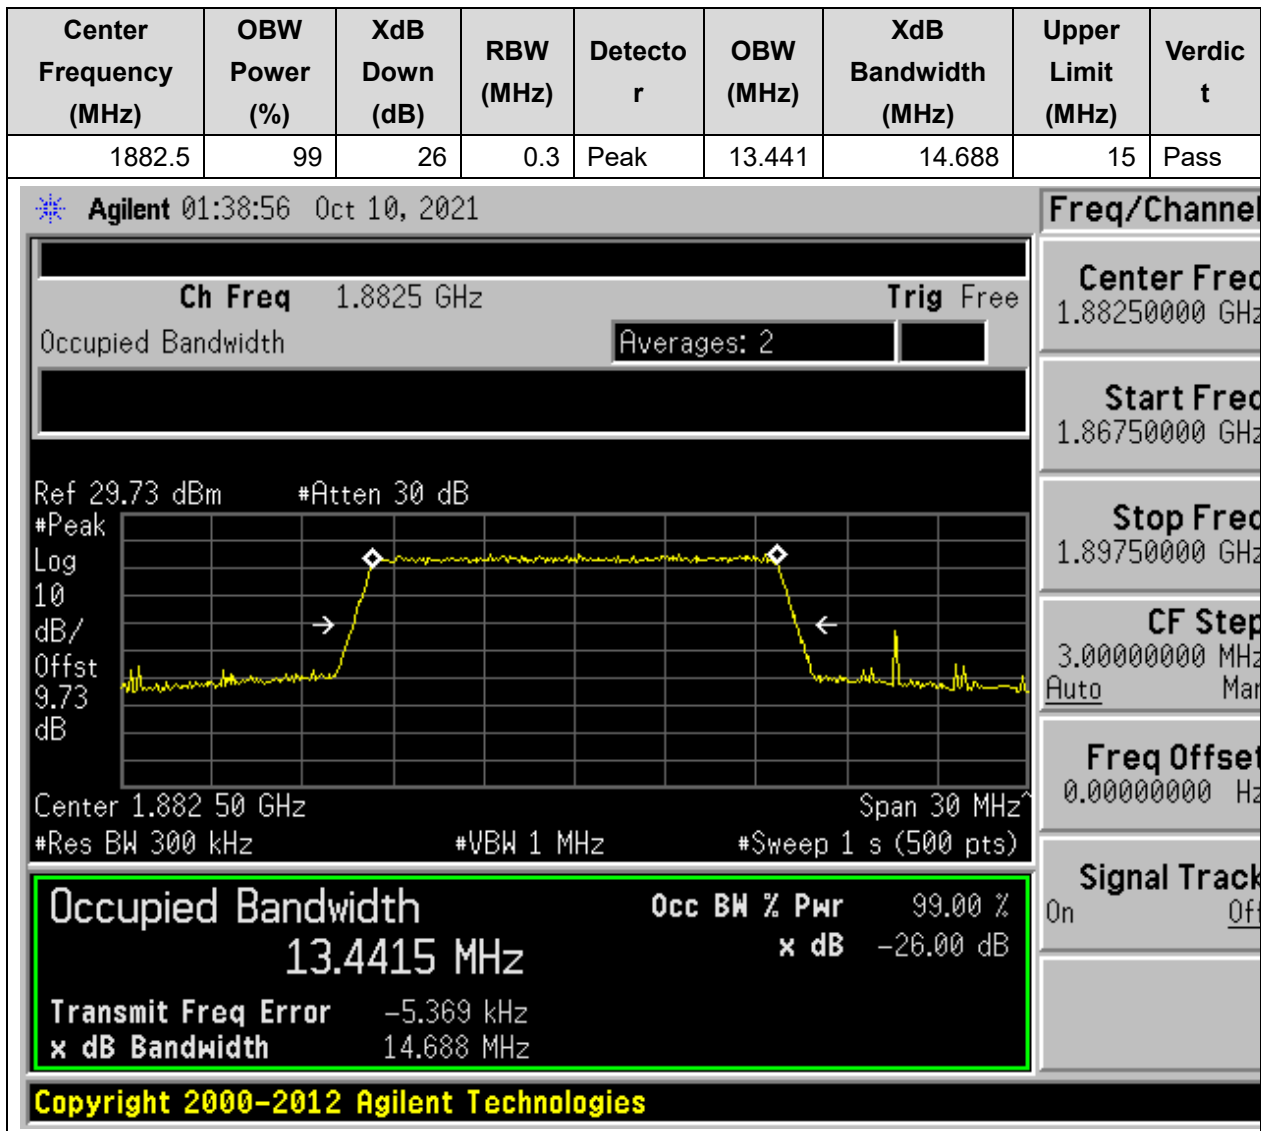 Center Frequency (MHz) OBW Power (%) XdB Down (dB) RBW (MHz) Detecto r OBW (MHz) XdB Bandwidth (MHz) Upper Limit (MHz) Verdic t
1882.5 99 26 0.3 Peak 13.441 14.688 15 Pass
Agilent 01:38:56 Oct 10, 2021
Freq/Channel
Ch Freq 1.8825 GHz Trig Free
Occupied Bandwidth Averages: 2
Center Freq
1.88250000 GHz
Start Freq
1.86750000 GHz
Stop Freq
1.89750000 GHz
CF Step
3.00000000 MHz
Auto Man
Freq Offset
0.00000000 Hz
Signal Track
On Off
Ref 29.73 dBm #Atten 30 dB
#Peak
Log
10
dB/
Offst
9.73
dB
Center 1.882 50 GHz Span 30 MHz^
#Res BW 300 kHz #VBW 1 MHz #Sweep 1 s (500 pts)
Occupied Bandwidth
13.4415 MHz
Occ BW % Pwr 99.00 %
x dB -26.00 dB
Transmit Freq Error -5.369 kHz
x dB Bandwidth 14.688 MHz
Copyright 2000-2012 Agilent Technologies